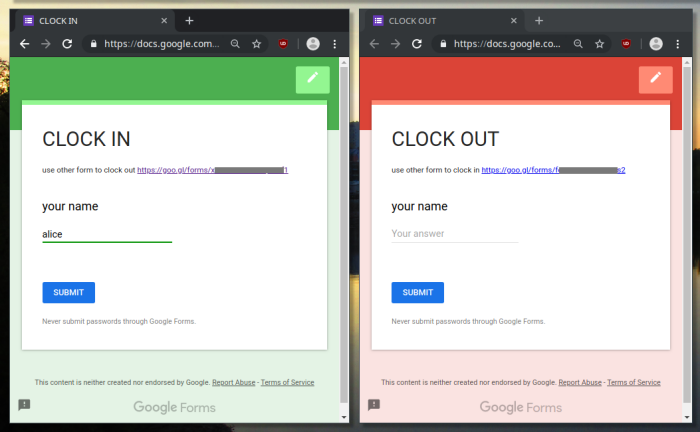 CLOCK IN
https://docs.google.com...
CLOCK IN
use other form to clock out https://goo.gl/forms/x
your name
alice
SUBMIT
Never submit passwords through Google Forms.
This content is neither created nor endorsed by Google. Report Abuse - Terms of Service
Google Forms
CLOCK OUT
https://docs.google.co...
CLOCK OUT
use other form to clock in https://goo.gl/forms/f s2
your name
Your answer
SUBMIT
Never submit passwords through Google Forms.
This content is neither created nor endorsed by Google. Report Abuse - Terms of Service
Google Forms